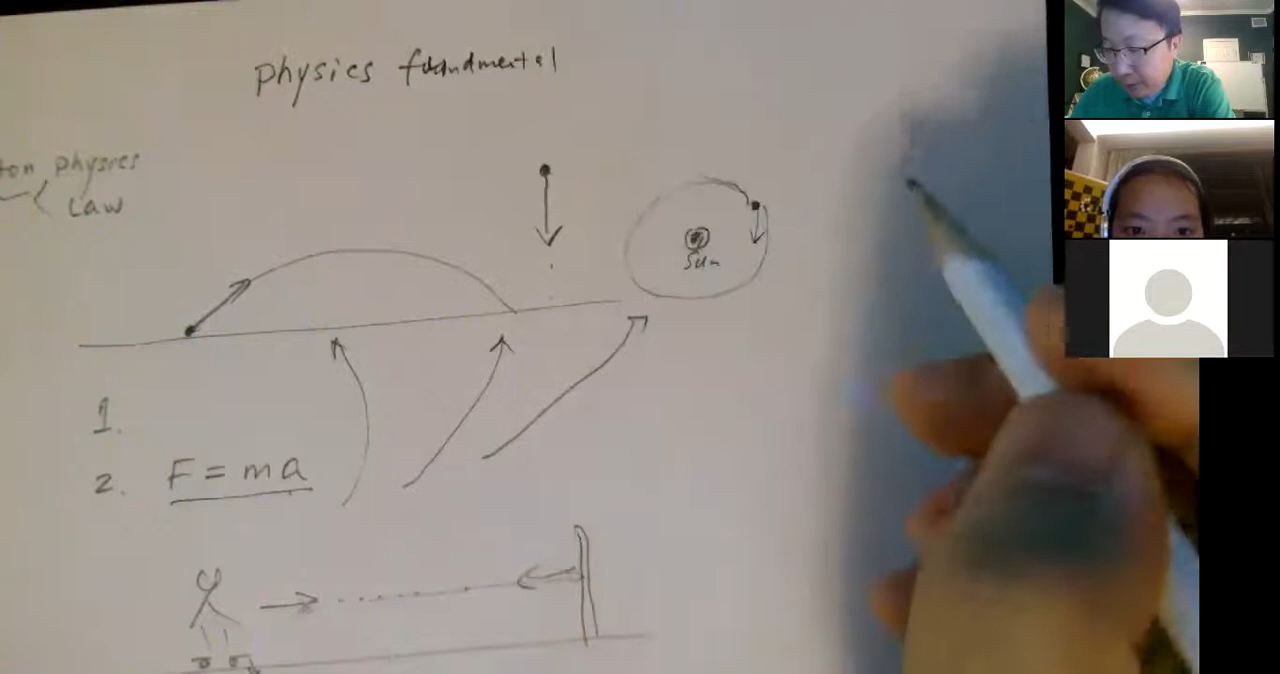 physics fundmental
ton physics
Law
Sun
1.
2. F = ma